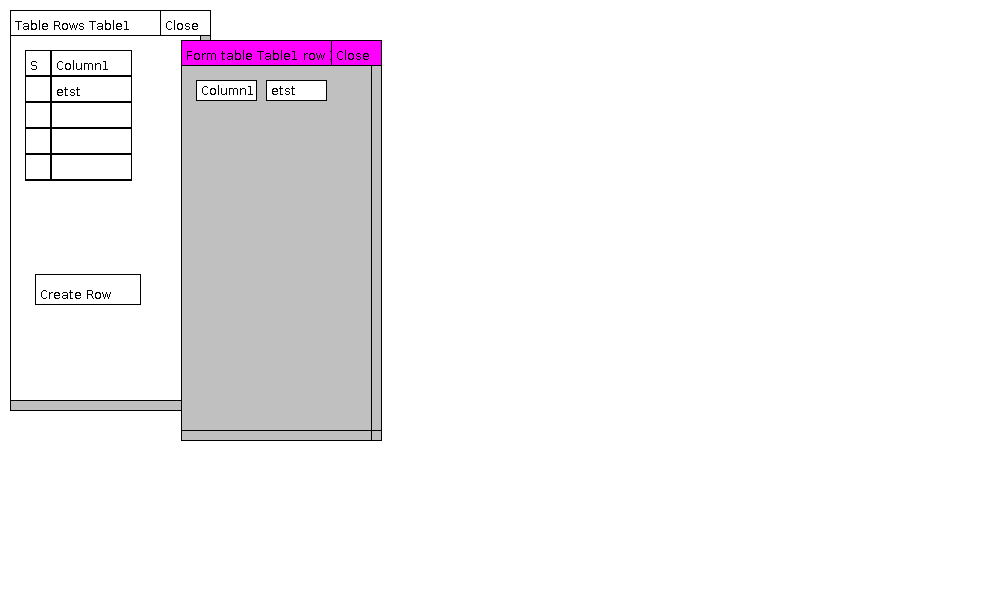 Table Rows Table1 Close
Form table Table1 row Close
S Column1
etst
Column1 etst
Create Row